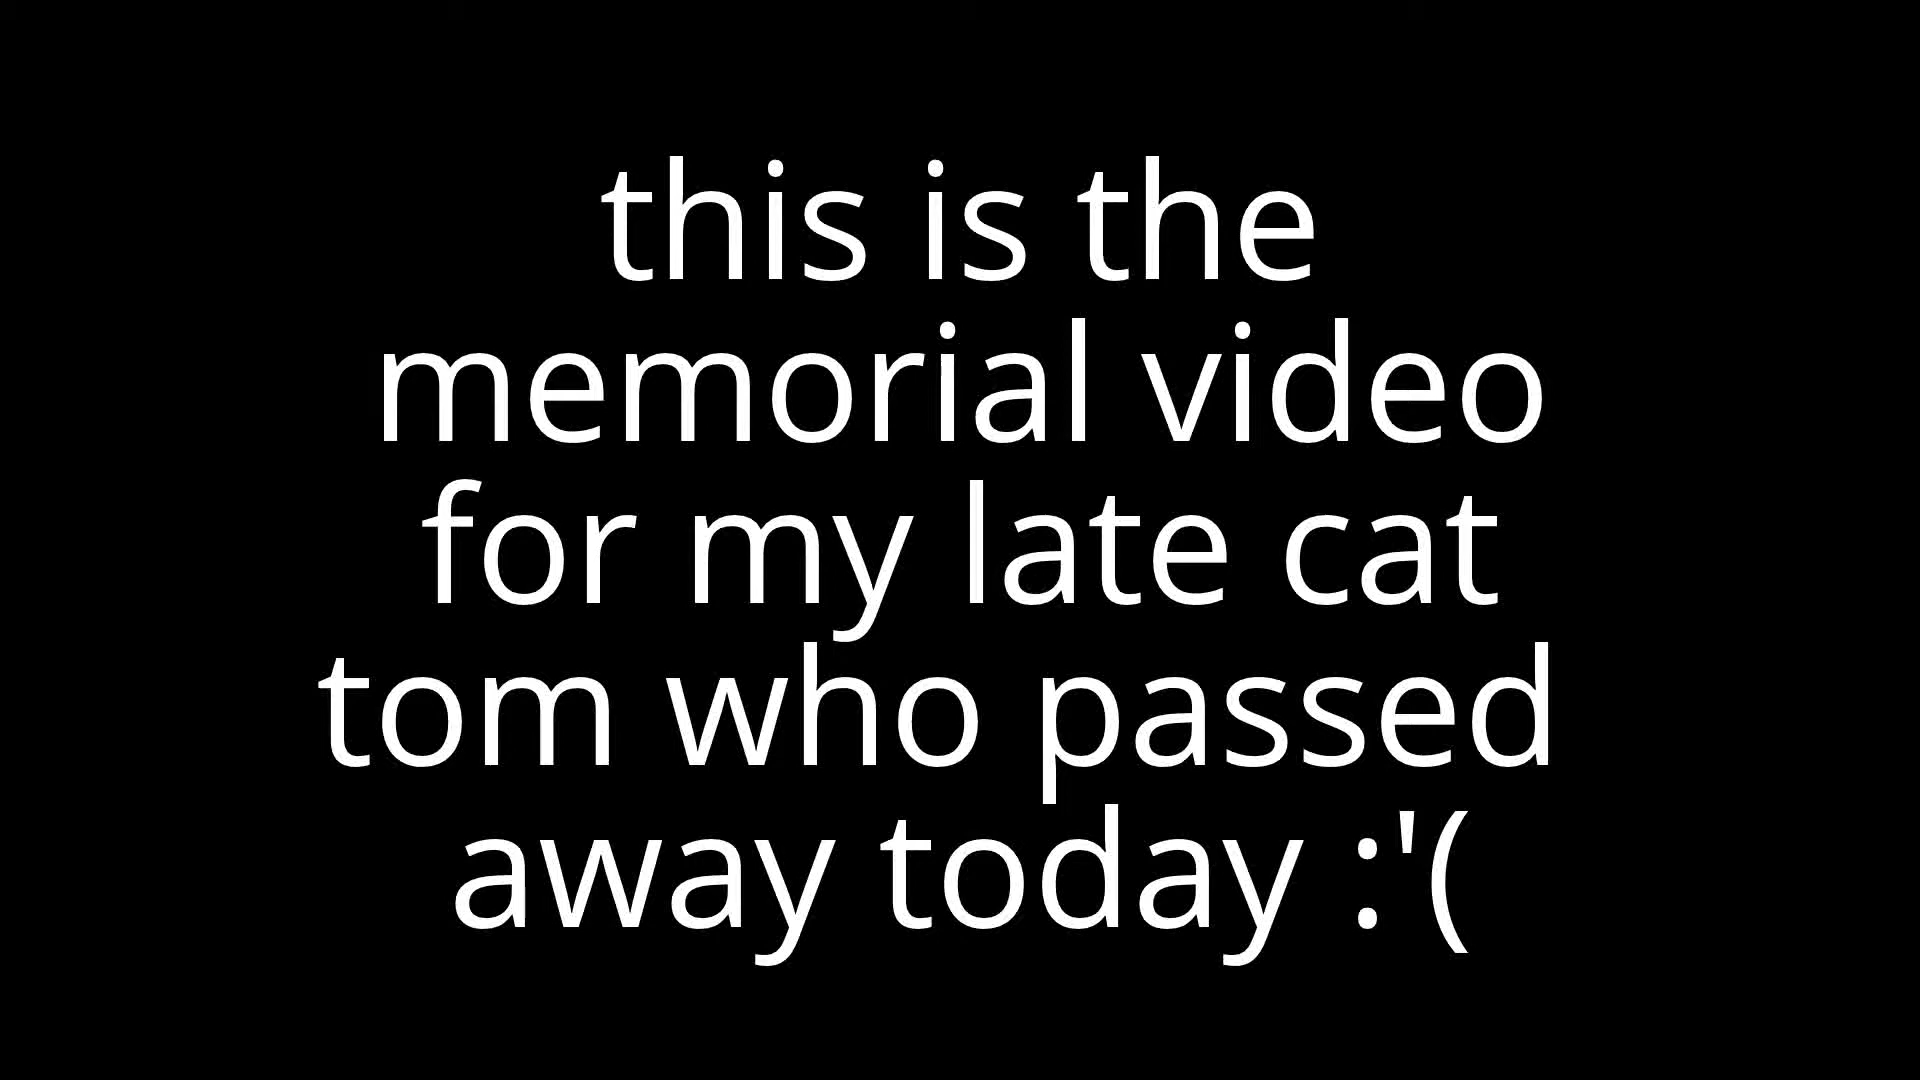 this is the
memorial video
for my late cat
tom who passed
away today :'(